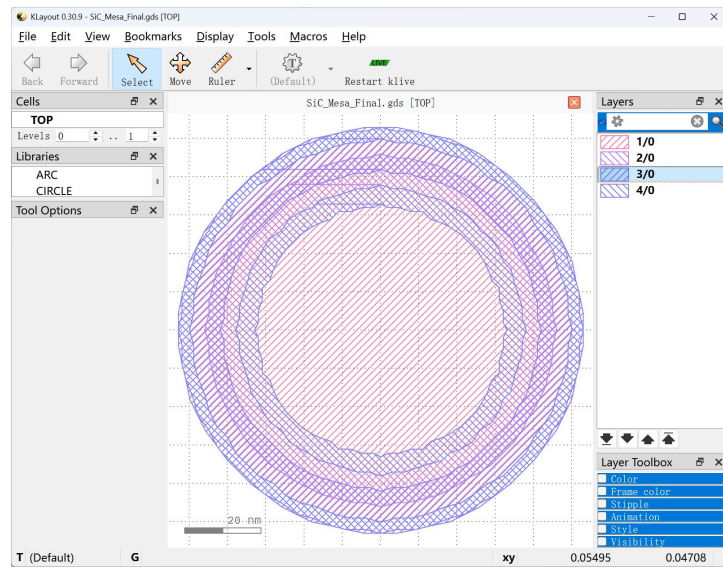 KLayout 0.30.9 - SiC_Mesa_Final.gds [TOP]
File Edit View Bookmarks Display Tools Macros Help
Back Forward Select Move Ruler (Default) LIVE Restart klive
Cells
TOP
Levels 0 .. 1
Libraries
ARC
CIRCLE
Tool Options
SiC_Mesa_Final.gds [TOP]
20 nm
Layers
1/0
2/0
3/0
4/0
Layer Toolbox
Color
Frame color
Stipple
Animation
Style
Visibility
T (Default) G xy 0.05495 0.04708